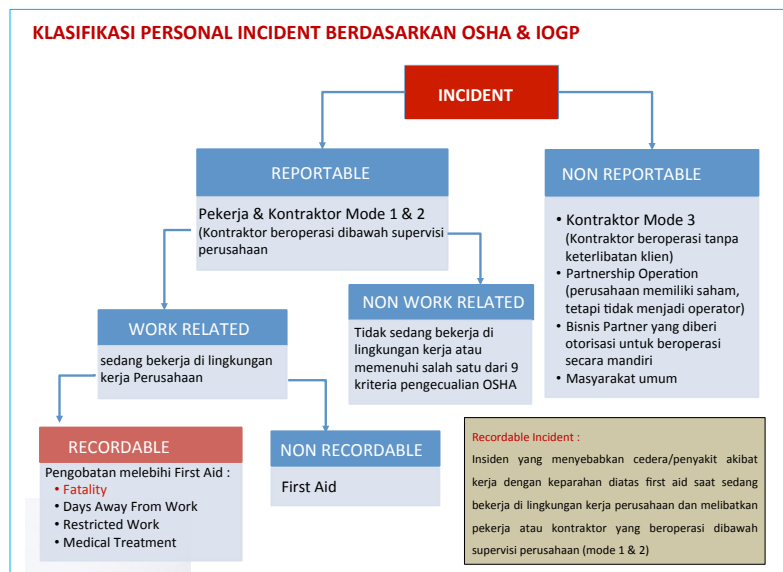 KLASIFIKASI PERSONAL INCIDENT BERDASARKAN OSHA & IOGP
INCIDENT
REPORTABLE
Pekerja & Kontraktor Mode 1 & 2
(Kontraktor beroperasi dibawah supervisi
perusahaan
NON REPORTABLE
• Kontraktor Mode 3
(Kontraktor beroperasi tanpa
keterlibatan klien)
• Partnership Operation
(perusahaan memiliki saham,
tetapi tidak menjadi operator)
• Bisnis Partner yang diberi
otorisasi untuk beroperasi
secara mandiri
• Masyarakat umum
WORK RELATED
sedang bekerja di lingkungan
kerja Perusahaan
NON WORK RELATED
Tidak sedang bekerja di
lingkungan kerja atau
memenuhi salah satu dari 9
kriteria pengecualian OSHA
RECORDABLE
Pengobatan melebihi First Aid :
• Fatality
• Days Away From Work
• Restricted Work
• Medical Treatment
NON RECORDABLE
First Aid
Recordable Incident :
Insiden yang menyebabkan cedera/penyakit akibat
kerja dengan keparahan diatas first aid saat sedang
bekerja di lingkungan kerja perusahaan dan melibatkan
pekerja atau kontraktor yang beroperasi dibawah
supervisi perusahaan (mode 1 & 2)